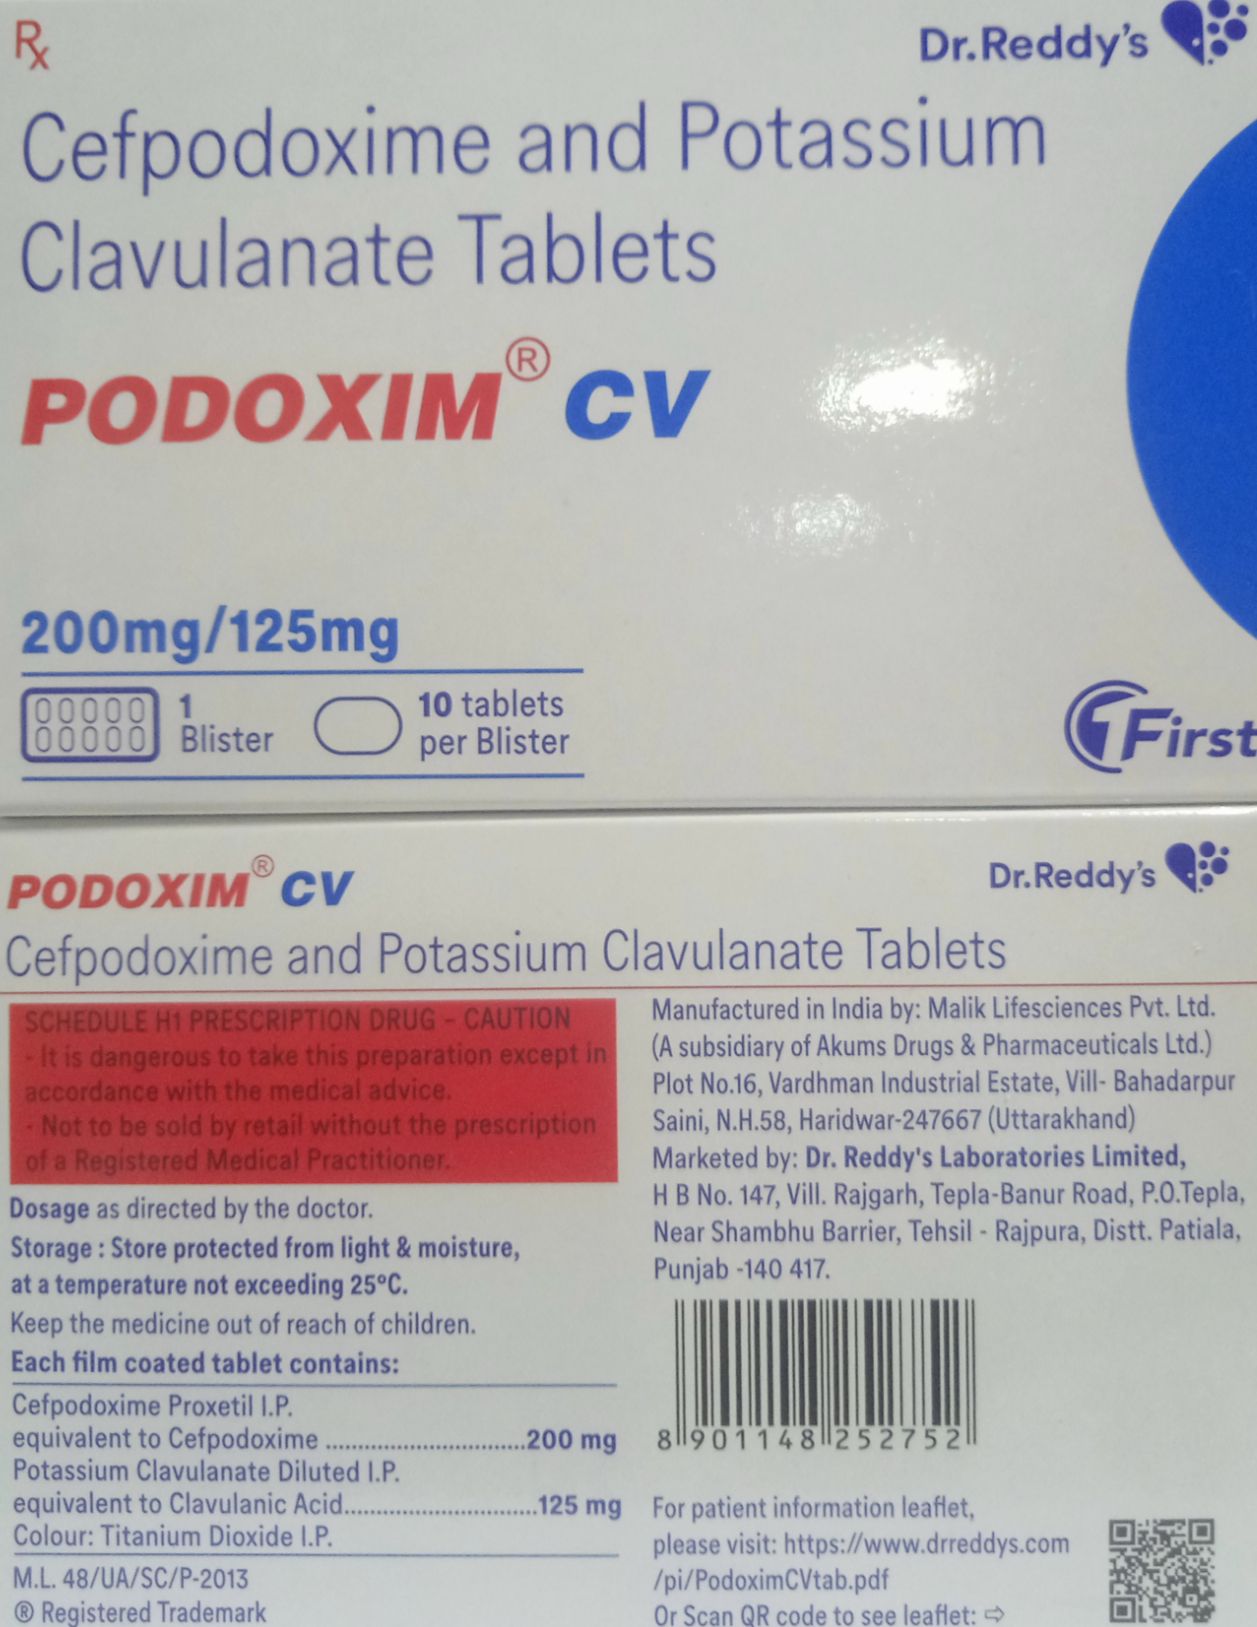 Rx
Dr.Reddy's
Cefpodoxime and Potassium
Clavulanate Tablets
PODOXIM® CV
200mg/125mg
1
Blister
10 tablets
per Blister
1First
PODOXIM® CV
Dr.Reddy's
Cefpodoxime and Potassium Clavulanate Tablets
SCHEDULE H1 PRESCRIPTION DRUG - CAUTION
- It is dangerous to take this preparation except in
accordance with the medical advice.
- Not to be sold by retail without the prescription
of a Registered Medical Practitioner.
Dosage as directed by the doctor.
Storage : Store protected from light & moisture,
at a temperature not exceeding 25°C.
Keep the medicine out of reach of children.
Each film coated tablet contains:
Cefpodoxime Proxetil I.P.
equivalent to Cefpodoxime ..............................200 mg
Potassium Clavulanate Diluted I.P.
equivalent to Clavulanic Acid.............................125 mg
Colour: Titanium Dioxide I.P.
M.L. 48/UA/SC/P-2013
® Registered Trademark
Manufactured in India by: Malik Lifesciences Pvt. Ltd.
(A subsidiary of Akums Drugs & Pharmaceuticals Ltd.)
Plot No.16, Vardhman Industrial Estate, Vill- Bahadarpur
Saini, N.H.58, Haridwar-247667 (Uttarakhand)
Marketed by: Dr. Reddy's Laboratories Limited,
H B No. 147, Vill. Rajgarh, Tepla-Banur Road, P.O.Tepla,
Near Shambhu Barrier, Tehsil - Rajpura, Distt. Patiala,
Punjab -140 417.
8 901148 252752
For patient information leaflet,
please visit: https://www.drreddys.com
/pi/PodoximCVtab.pdf
Or Scan QR code to see leaflet: ⇨